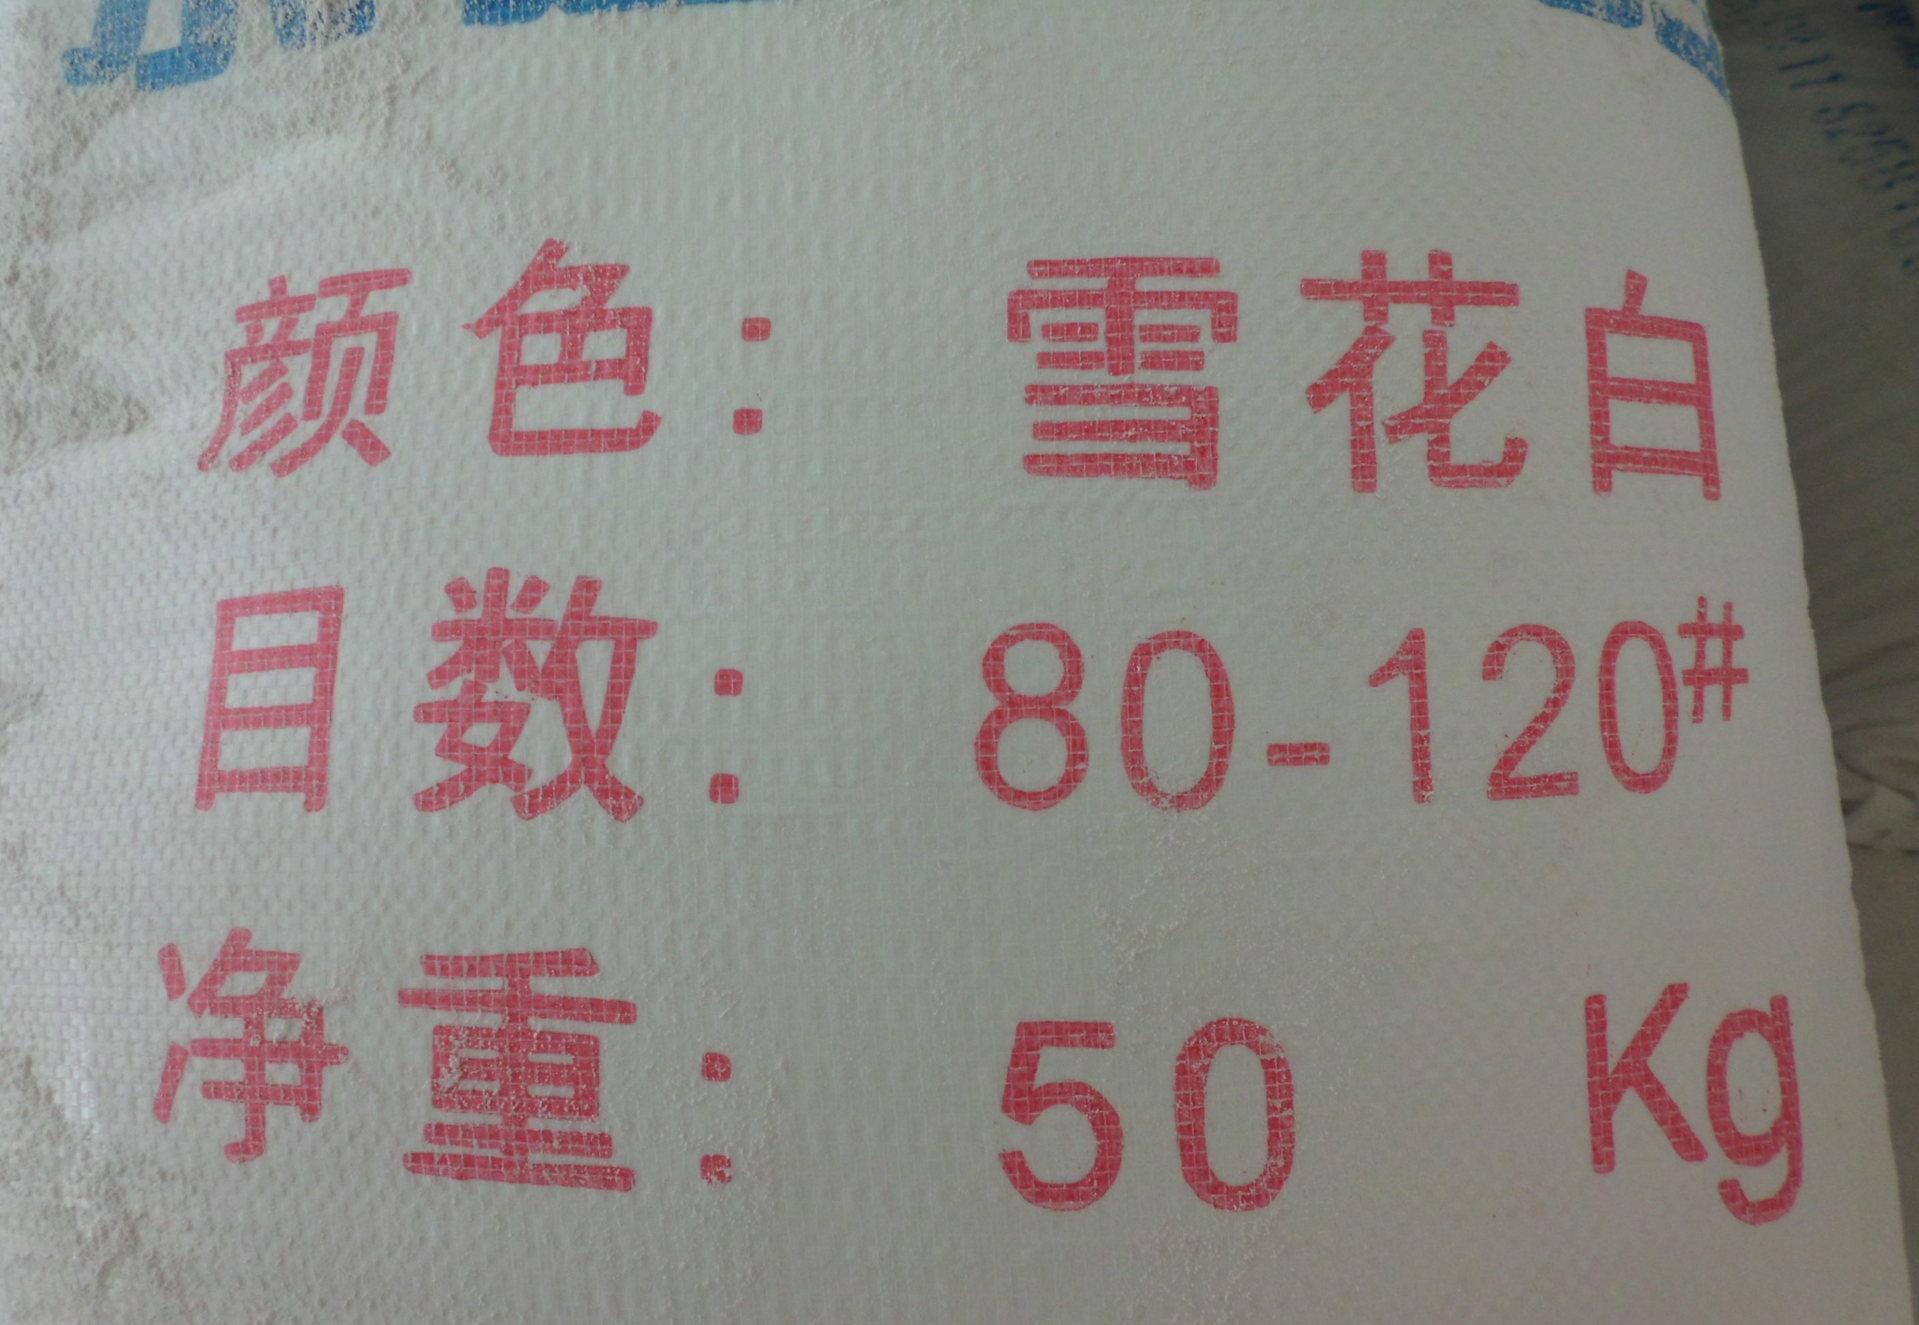 颜色： 雪花白
目数： 80-120#
净重： 50 Kg